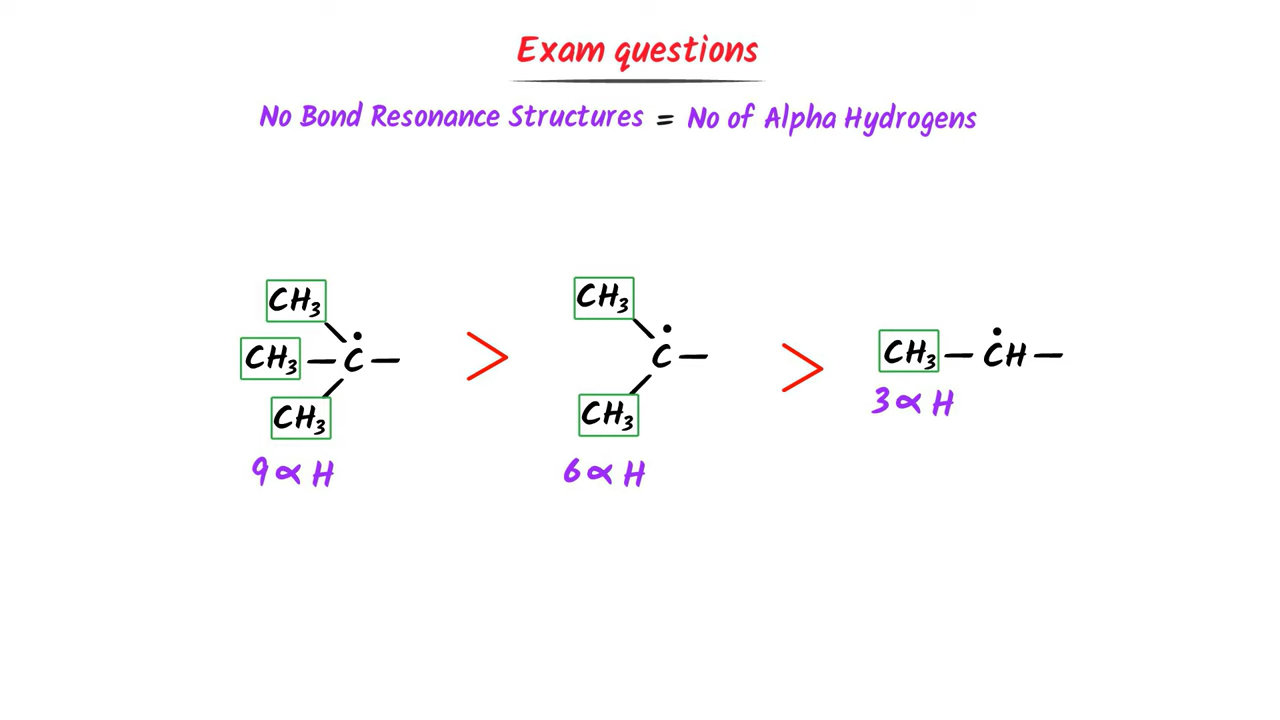 Exam questions
No Bond Resonance Structures = No of Alpha Hydrogens
CH₃
CH₃ — Ċ —
CH₃
9 ∝ H
>
CH₃
Ċ —
CH₃
6 ∝ H
>
CH₃ — ĊH —
3 ∝ H